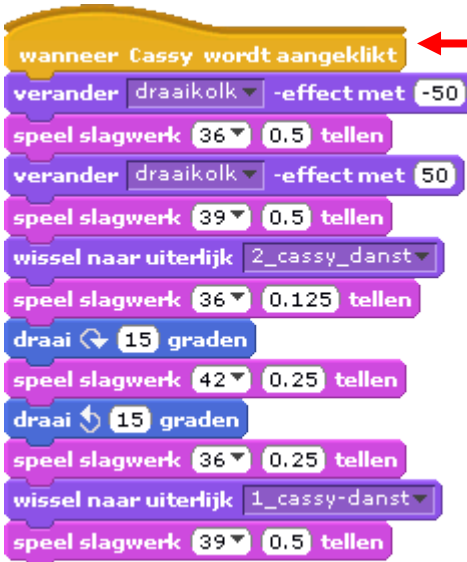 wanneer Cassy wordt aangeklikt
verander draaikolk -effect met -50
speel slagwerk 36 0.5 tellen
verander draaikolk -effect met 50
speel slagwerk 39 0.5 tellen
wissel naar uiterlijk 2_cassy_danst
speel slagwerk 36 0.125 tellen
draai 15 graden
speel slagwerk 42 0.25 tellen
draai 15 graden
speel slagwerk 36 0.25 tellen
wissel naar uiterlijk 1_cassy-danst
speel slagwerk 39 0.5 tellen